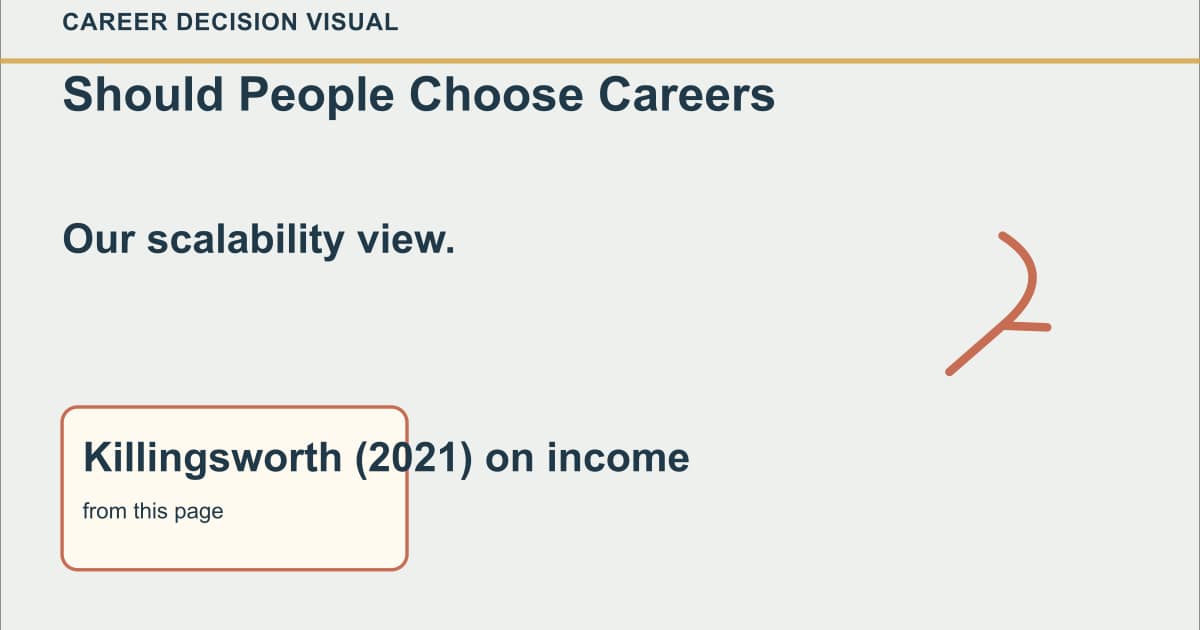 CAREER DECISION VISUAL
Should People Choose Careers
Our scalability view.
Killingsworth (2021) on income
from this page